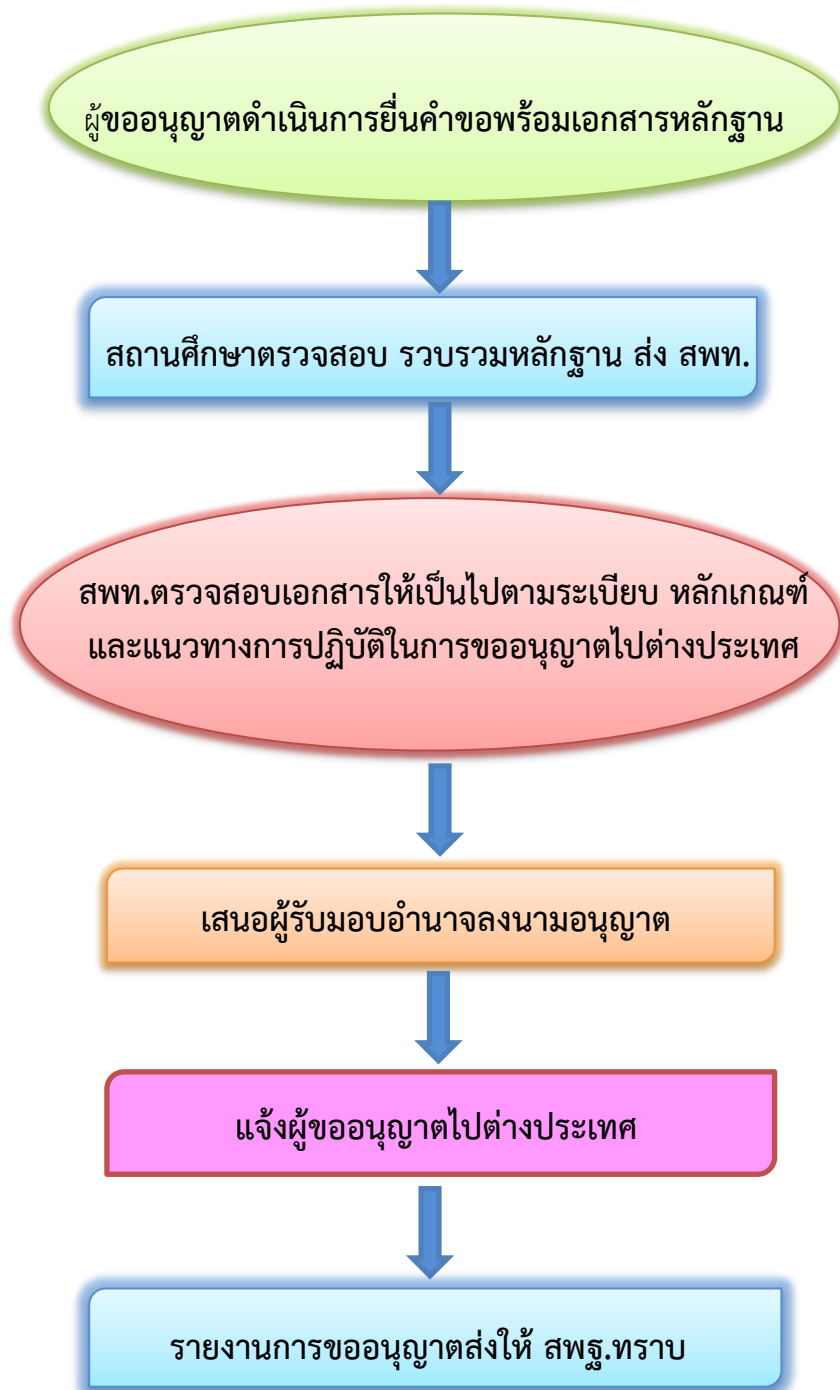 ผู้ขออนุญาตดำเนินการยื่นคำขอพร้อมเอกสารหลักฐาน
สถานศึกษาตรวจสอบ รวบรวมหลักฐาน ส่ง สพท.
สพท.ตรวจสอบเอกสารให้เป็นไปตามระเบียบ หลักเกณฑ์
และแนวทางการปฏิบัติในการขออนุญาตไปต่างประเทศ
เสนอผู้รับมอบอำนาจลงนามอนุญาต
แจ้งผู้ขออนุญาตไปต่างประเทศ
รายงานการขออนุญาตส่งให้ สพฐ.ทราบ